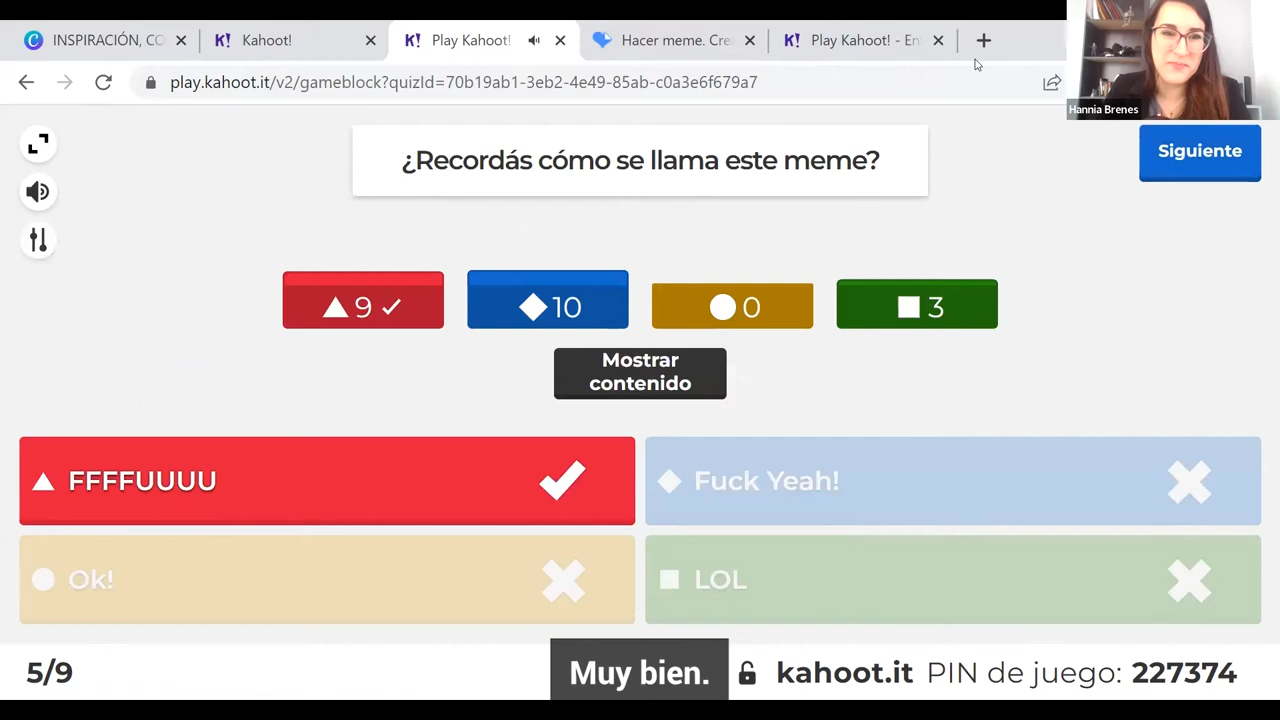 INSPIRACIÓN, CO
Kahoot!
Play Kahoot!
Hacer meme. Cre
Play Kahoot! - En
play.kahoot.it/v2/gameblock?quizId=70b19ab1-3eb2-4e49-85ab-c0a3e6f679a7
Hannia Brenes
¿Recordás cómo se llama este meme?
Siguiente
9
10
0
3
Mostrar
contenido
FFFFUUUU
Fuck Yeah!
Ok!
LOL
5/9
Muy bien.
kahoot.it PIN de juego: 227374